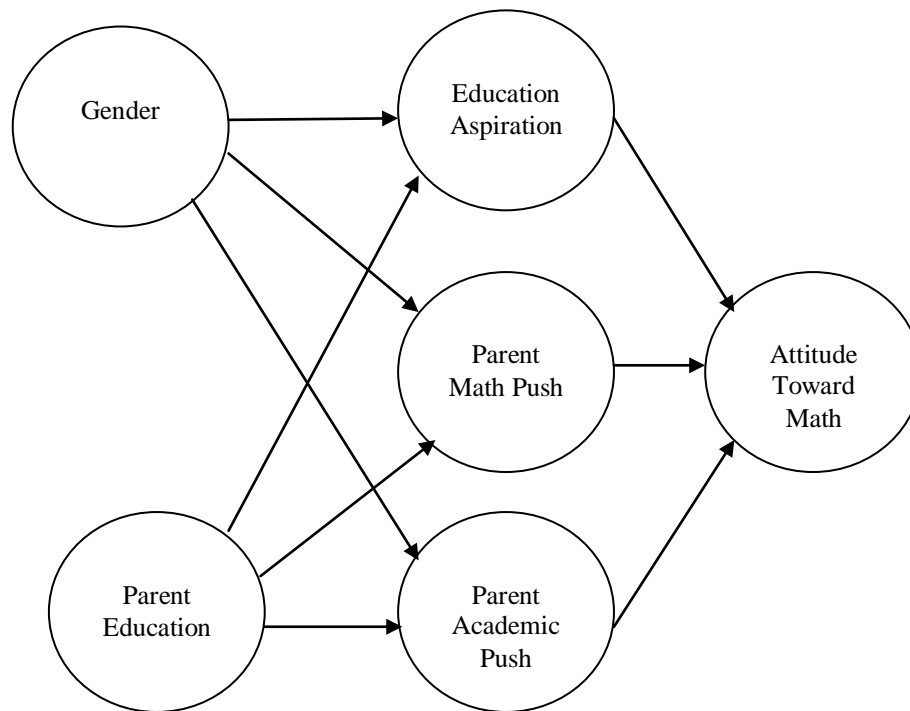 Gender
Education
Aspiration
Parent
Math Push
Attitude
Toward
Math
Parent
Education
Parent
Academic
Push